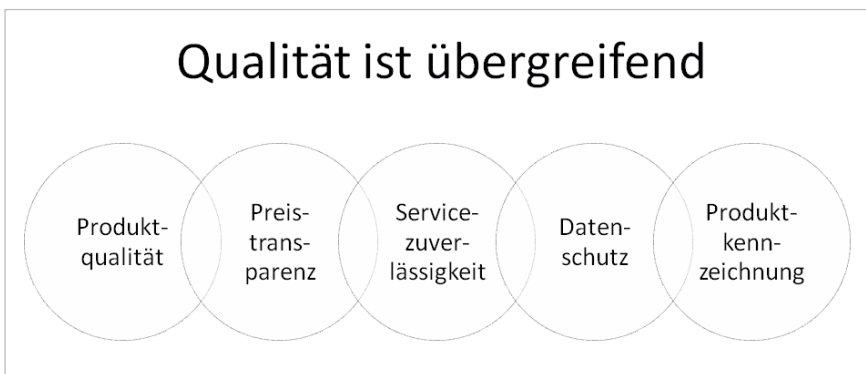 Qualität ist übergreifend
Produkt-
qualität
Preis-
trans-
parenz
Service-
zuver-
lässigkeit
Daten-
schutz
Produkt-
kenn-
zeichnung